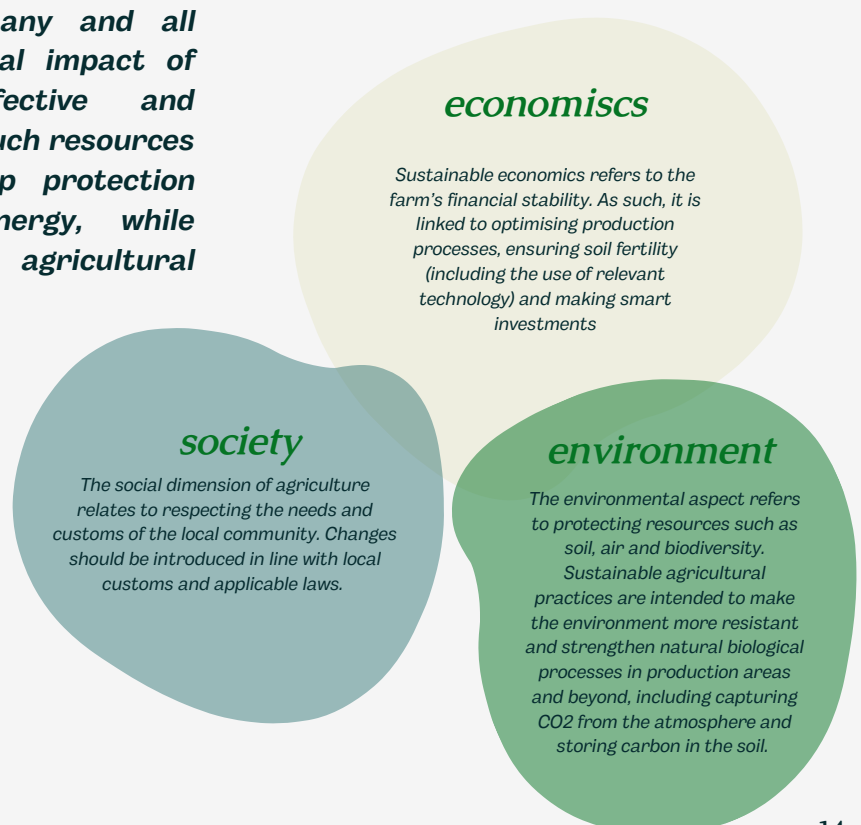 any and all
al impact of
fective and
uch resources
p protection
nergy, while
agricultural
economiscs
Sustainable economics refers to the
farm's financial stability. As such, it is
linked to optimising production
processes, ensuring soil fertility
(including the use of relevant
technology) and making smart
investments
society
The social dimension of agriculture
relates to respecting the needs and
customs of the local community. Changes
should be introduced in line with local
customs and applicable laws.
environment
The environmental aspect refers
to protecting resources such as
soil, air and biodiversity.
Sustainable agricultural
practices are intended to make
the environment more resistant
and strengthen natural biological
processes in production areas
and beyond, including capturing
CO2 from the atmosphere and
storing carbon in the soil.